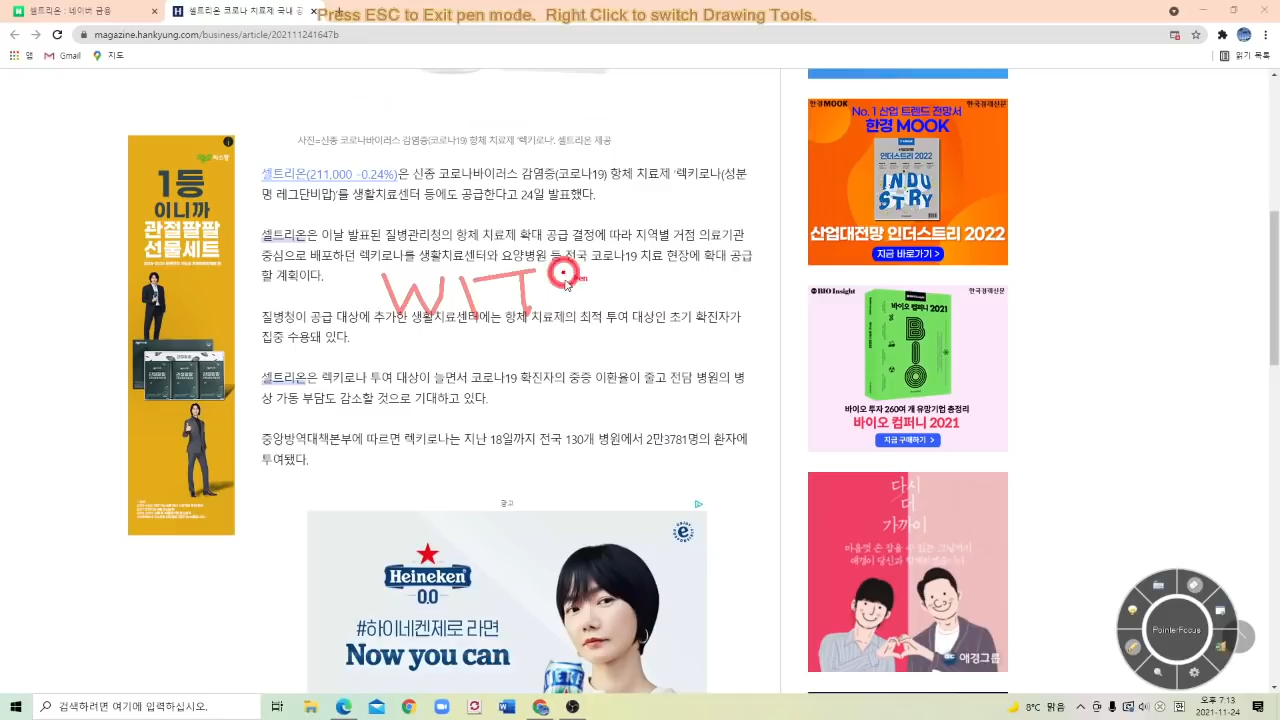 셀트리온 : 네이버 금융
셀트리온 코로나 치료제 국내 공
magazine.hankyung.com/business/article/202111241647b
앱
Gmail
지도
읽기 목록
사진=신종 코로나바이러스 감염증(코로나19) 항체 치료제 '렉키로나'. 셀트리온 제공
셀트리온(211,000 -0.24%)은 신종 코로나바이러스 감염증(코로나19) 항체 치료제 '렉키로나(성분
명 레그단비맙)'를 생활치료센터 등에도 공급한다고 24일 발표했다.
셀트리온은 이날 발표된 질병관리청의 항체 치료제 확대 공급 결정에 따라 지역별 거점 의료기관
중심으로 배포하던 렉키로나를 생활치료센터와 요양병원 등 전국 코로나19 치료 현장에 확대 공급
할 계획이다.
WIT
Pen
질병청이 공급 대상에 추가한 생활치료센터에는 항체 치료제의 최적 투여 대상인 초기 확진자가
집중 수용돼 있다.
셀트리온은 렉키로나 투여 대상이 늘면서 코로나19 확진자의 중증 이환율이 줄고 전담 병원의 병
상 가동 부담도 감소할 것으로 기대하고 있다.
중앙방역대책본부에 따르면 렉키로나는 지난 18일까지 전국 130개 병원에서 2만3781명의 환자에
투여됐다.
광고
Heineken
0.0
#하이네켄제로 라면
Now you can
1등
이니까
관절팔팔
선물세트
한경MOOK
한국경제신문
No. 1 산업 트렌드 전망서
한경 MOOK
인더스트리 2022
INDU
STRY
산업대전망 인더스트리 2022
지금 바로가기 >
BIO Insight
한국경제신문
바이오 컴퍼니 2021
BIO
바이오 투자 260여 개 유망기업 총정리
바이오 컴퍼니 2021
지금 구매하기 >
다시
대
가까이
애경그룹
PointerFocus
검색하려면 여기에 입력하십시오.
8°C 맑음
오후 7:13
2021-11-24